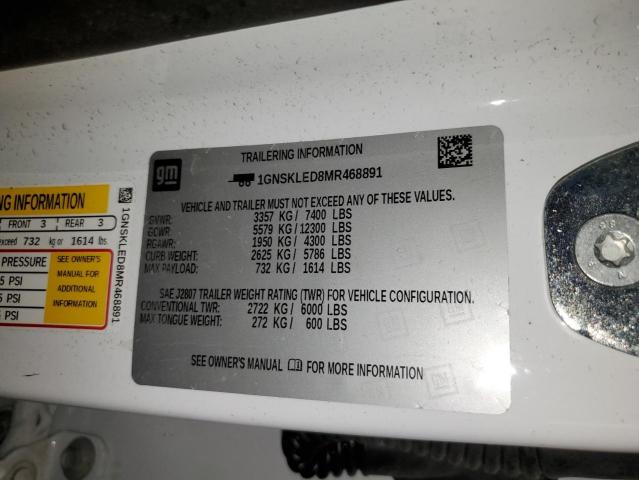 gm
TRAILERING INFORMATION
1GNSKLED8MR468891
VEHICLE AND TRAILER MUST NOT EXCEED ANY OF THESE VALUES.
GVWR: 3357 KG / 7400 LBS
GCWR: 5579 KG / 12300 LBS
RGAWR: 1950 KG / 4300 LBS
CURB WEIGHT: 2625 KG / 5786 LBS
MAX PAYLOAD: 732 KG / 1614 LBS
SAE J2807 TRAILER WEIGHT RATING (TWR) FOR VEHICLE CONFIGURATION.
CONVENTIONAL TWR: 2722 KG / 6000 LBS
MAX TONGUE WEIGHT: 272 KG / 600 LBS
SEE OWNER'S MANUAL FOR MORE INFORMATION
INFORMATION
FRONT 3 REAR 3
exceed 732 kg or 1614 lbs
PRESSURE
PSI
PSI
PSI
SEE OWNER'S
MANUAL FOR
ADDITIONAL
INFORMATION
1GNSKLED8MR468891